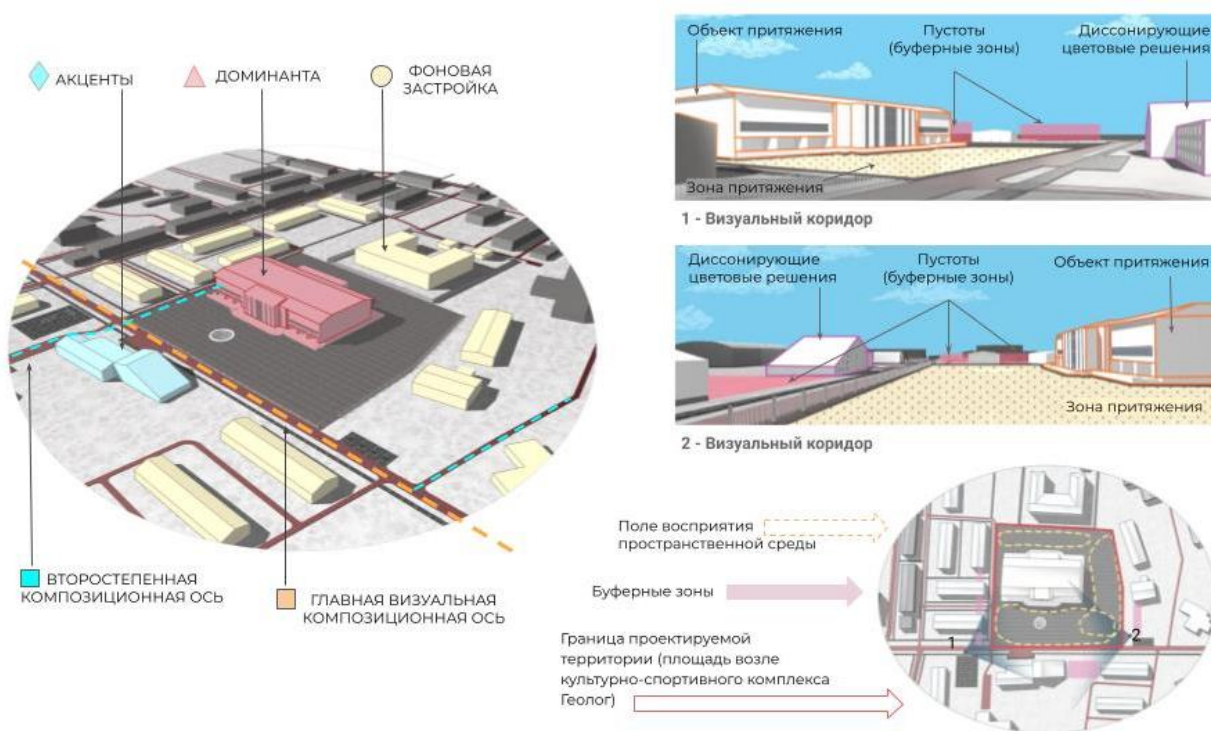 АКЦЕНТЫ
ДОМИНАНТА
ФОНОВАЯ
ЗАСТРОЙКА
ВТОРОСТЕПЕННАЯ
КОМПОЗИЦИОННАЯ ОСЬ
ГЛАВНАЯ ВИЗУАЛЬНАЯ
КОМПОЗИЦИОННАЯ ОСЬ
Объект притяжения
Пустоты
(буферные зоны)
Диссонирующие
цветовые решения
Зона притяжения
1 - Визуальный коридор
Диссонирующие
цветовые решения
Пустоты
(буферные зоны)
Объект притяжения
Зона притяжения
2 - Визуальный коридор
Поле восприятия
пространственной среды
Буферные зоны
Граница проектируемой
территории (площадь возле
культурно-спортивного комплекса
Геолог)
1
2